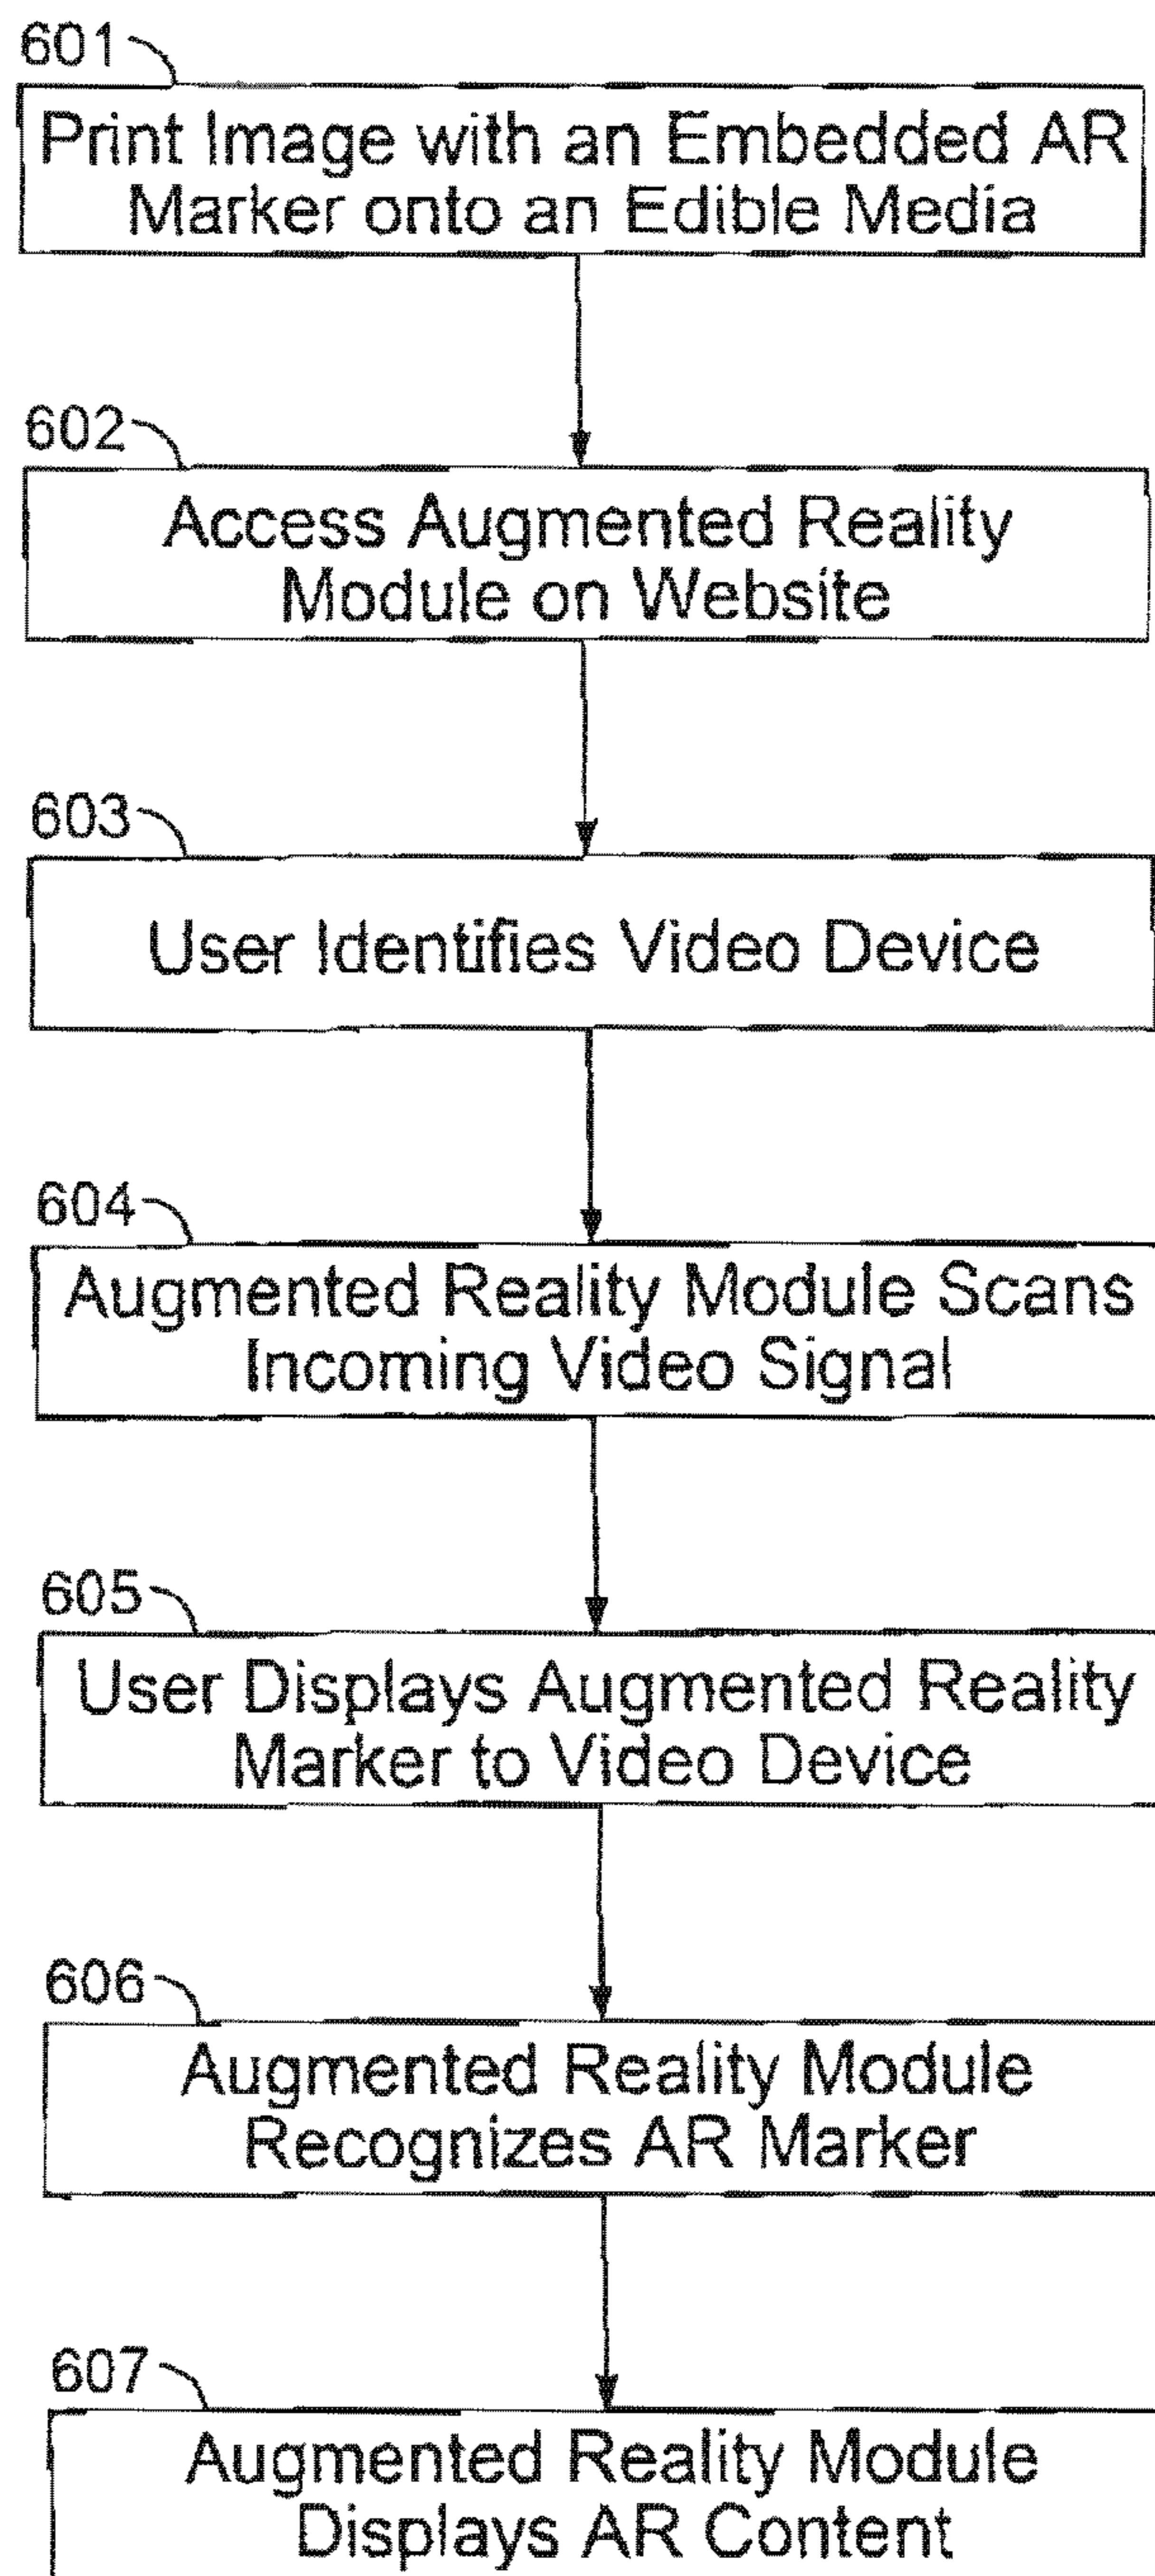 601
Print Image with an Embedded AR
Marker onto an Edible Media
602
Access Augmented Reality
Module on Website
603
User Identifies Video Device
604
Augmented Reality Module Scans
Incoming Video Signal
605
User Displays Augmented Reality
Marker to Video Device
606
Augmented Reality Module
Recognizes AR Marker
607
Augmented Reality Module
Displays AR Content